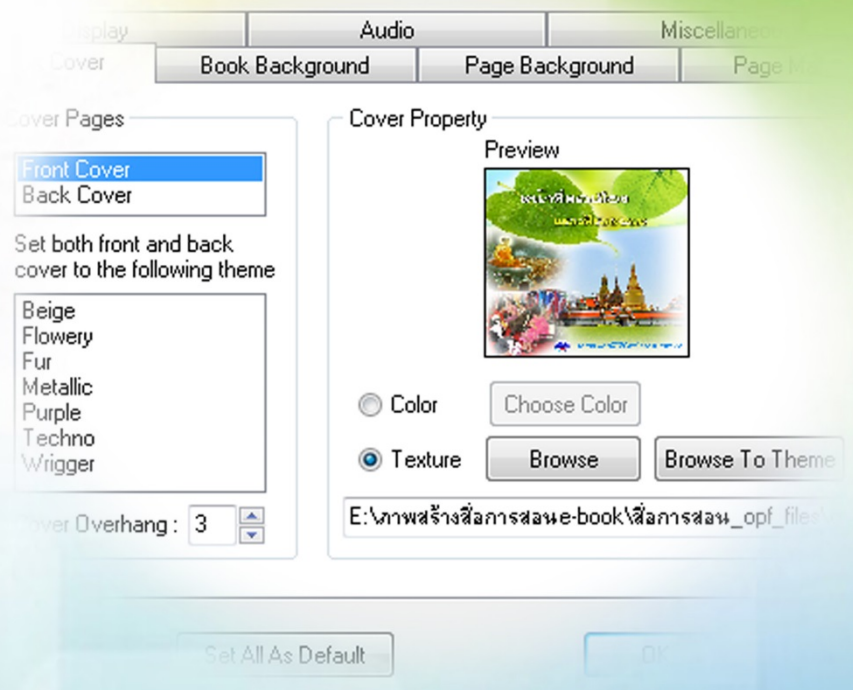 Display
Audio
Miscellaneous
Cover
Book Background
Page Background
Page
Cover Pages
Front Cover
Back Cover
Set both front and back
cover to the following theme
Beige
Flowery
Fur
Metallic
Purple
Techno
Wrigger
Cover Overhang : 3
Cover Property
Preview
Color
Choose Color
Texture
Browse
Browse To Theme
E:\ภาพสร้างสื่อการสอนe-book\สื่อการสอน_opf_files\
Set All As Default
OK